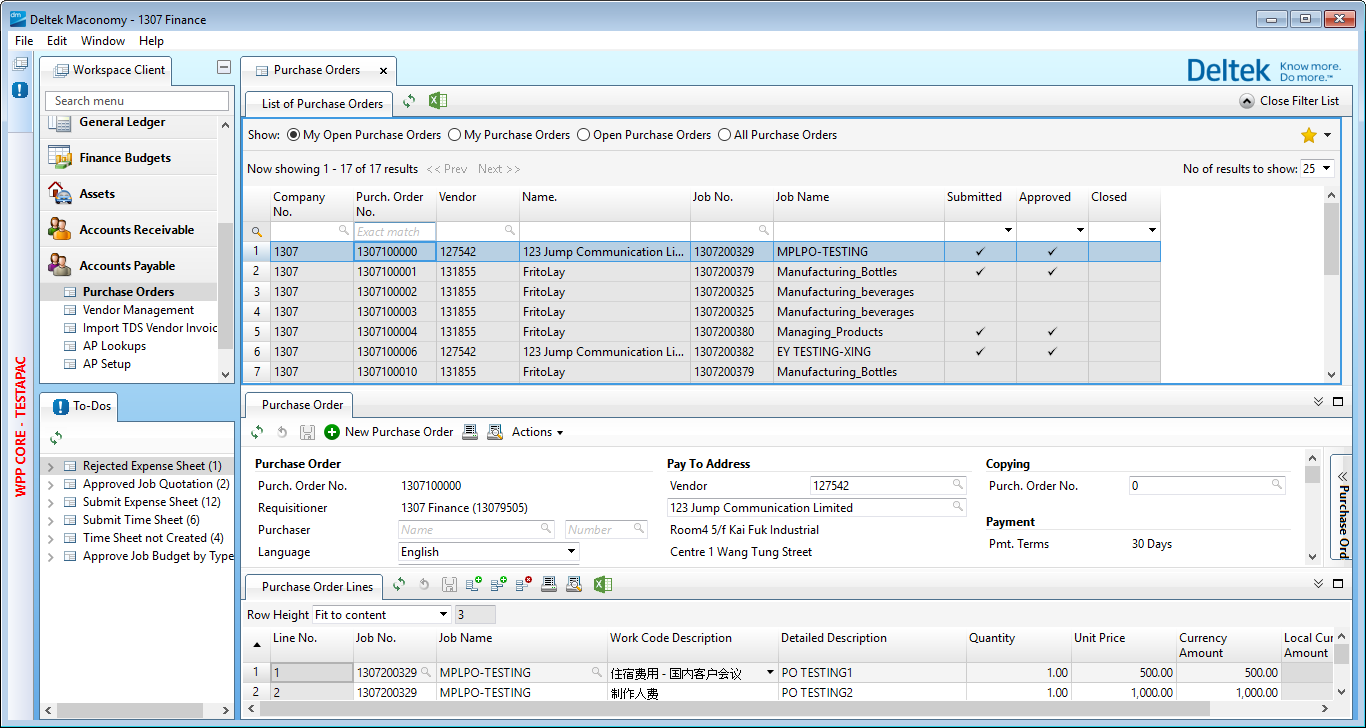 Deltek Maconomy - 1307 Finance
File Edit Window Help
Workspace Client
Search menu
General Ledger
Finance Budgets
Assets
Accounts Receivable
Accounts Payable
Purchase Orders
Vendor Management
Import TDS Vendor Invoic
AP Lookups
AP Setup
WPP CORE - TESTAPAC
To-Dos
Rejected Expense Sheet (1)
Approved Job Quotation (2)
Submit Expense Sheet (12)
Submit Time Sheet (6)
Time Sheet not Created (4)
Approve Job Budget by Type
Purchase Orders
Deltek Know more.
Do more.™
List of Purchase Orders
Close Filter List
Show: My Open Purchase Orders My Purchase Orders Open Purchase Orders All Purchase Orders
Now showing 1 - 17 of 17 results << Prev Next >> No of results to show: 25
Company No. Purch. Order No. Vendor Name. Job No. Job Name Submitted Approved Closed
Exact match
1 1307 1307100000 127542 123 Jump Communication Li... 1307200329 MPLPO-TESTING ✓ ✓
2 1307 1307100001 131855 FritoLay 1307200379 Manufacturing_Bottles ✓ ✓
3 1307 1307100002 131855 FritoLay 1307200325 Manufacturing_beverages
4 1307 1307100003 131855 FritoLay 1307200325 Manufacturing_beverages
5 1307 1307100004 131855 FritoLay 1307200380 Managing_Products ✓ ✓
6 1307 1307100006 127542 123 Jump Communication Li... 1307200382 EY TESTING-XING ✓ ✓
7 1307 1307100010 131855 FritoLay 1307200379 Manufacturing_Bottles
Purchase Order
New Purchase Order Actions
Purchase Order Pay To Address Copying
Purch. Order No. 1307100000 Vendor 127542 Purch. Order No. 0
Requisitioner 1307 Finance (13079505) 123 Jump Communication Limited
Purchaser Name Number Room4 5/f Kai Fuk Industrial Payment
Language English Centre 1 Wang Tung Street Pmt. Terms 30 Days
Purchase Ord
Purchase Order Lines
Row Height Fit to content 3
Line No. Job No. Job Name Work Code Description Detailed Description Quantity Unit Price Currency Amount Local Cur Amount
1 1 1307200329 MPLPO-TESTING 住宿费用 - 国内客户会议 PO TESTING1 1.00 500.00 500.00
2 2 1307200329 MPLPO-TESTING 制作人费 PO TESTING2 1.00 1,000.00 1,000.00